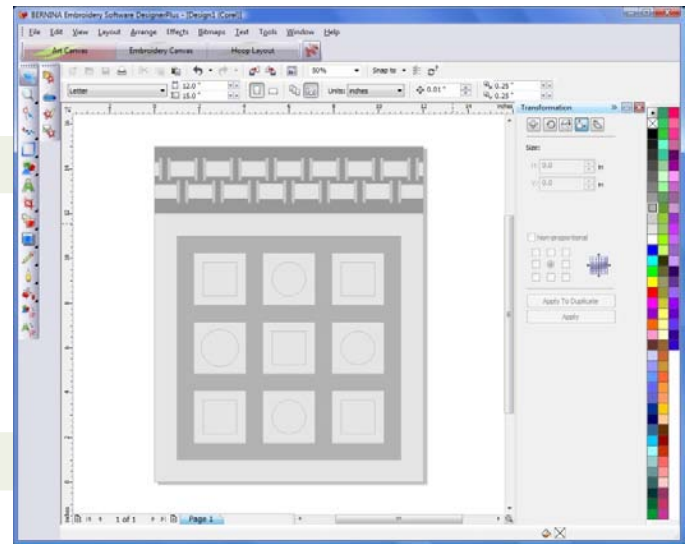 BERNINA Embroidery Software DesignerPlus - [Design1 (Corel)]
File Edit View Layout Arrange Effects Bitmaps Text Tools Window Help
Art Canvas Embroidery Canvas Hoop Layout
50% Snap to
Letter 12.0" 15.0" Units: inches 0.01" 0.25" 0.25"
inches Transformation
Size:
H: 0.0 in
V: 0.0 in
Non-proportional
Apply To Duplicate
Apply
1 of 1 Page 1